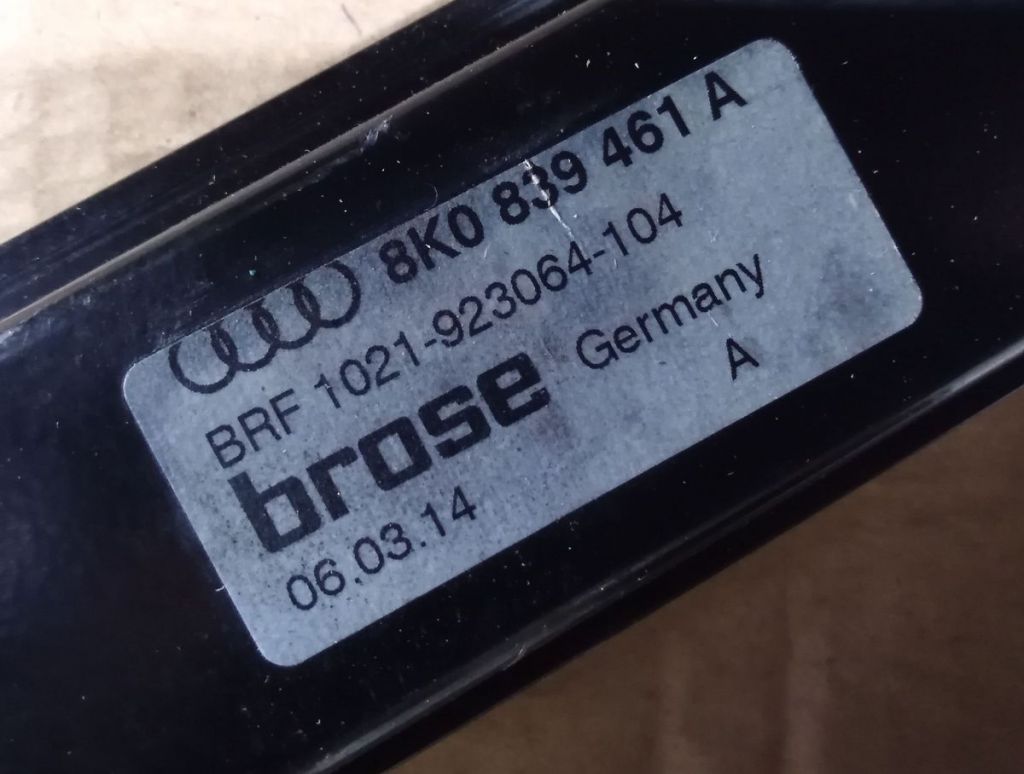 8K0 839 461 A
BRF 1021-923064-104
brose Germany
06.03.14 A